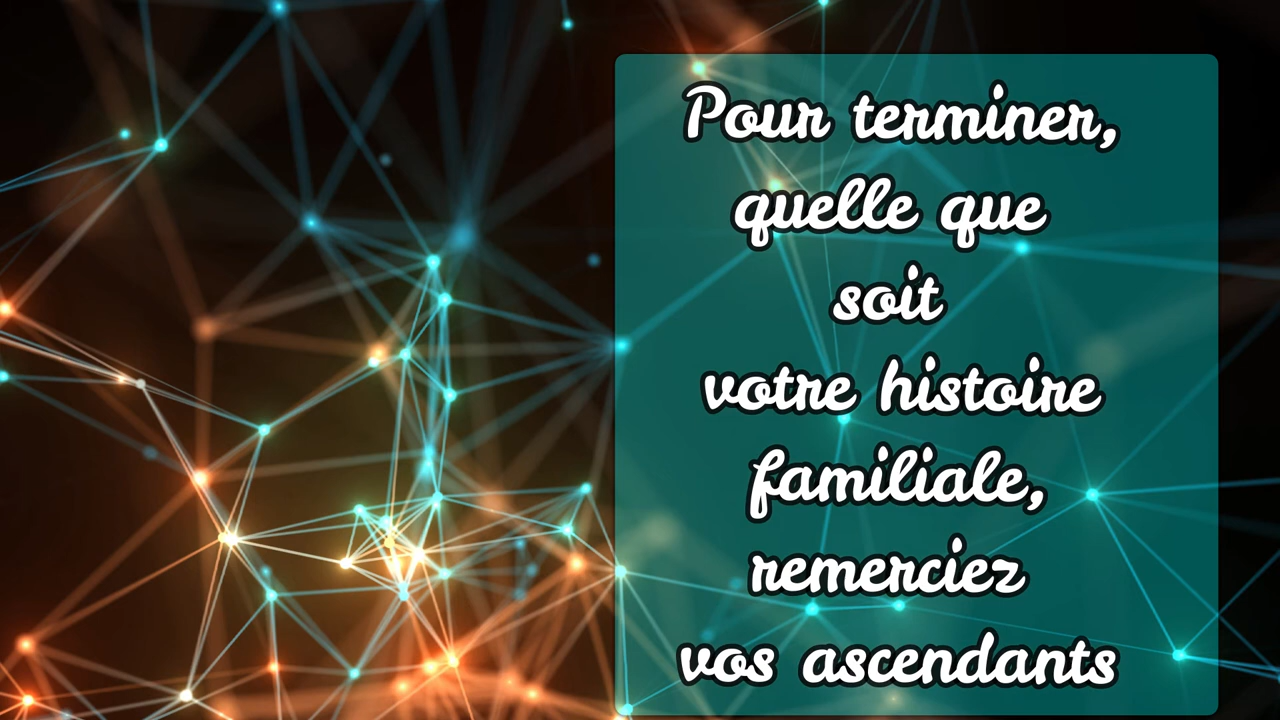 Pour terminer,
quelle que
soit
votre histoire
familiale,
remerciez
vos ascendants